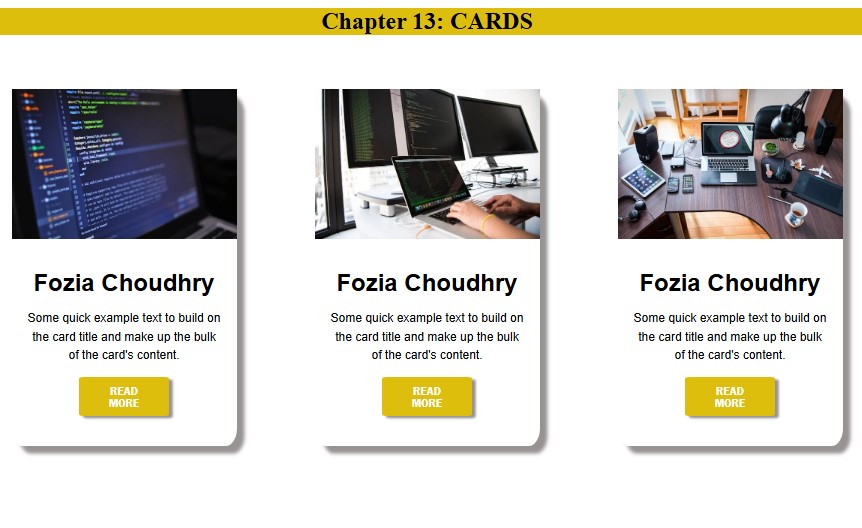 Chapter 13: CARDS
Fozia Choudhry
Some quick example text to build on
the card title and make up the bulk
of the card's content.
READ
MORE
Fozia Choudhry
Some quick example text to build on
the card title and make up the bulk
of the card's content.
READ
MORE
Fozia Choudhry
Some quick example text to build on
the card title and make up the bulk
of the card's content.
READ
MORE